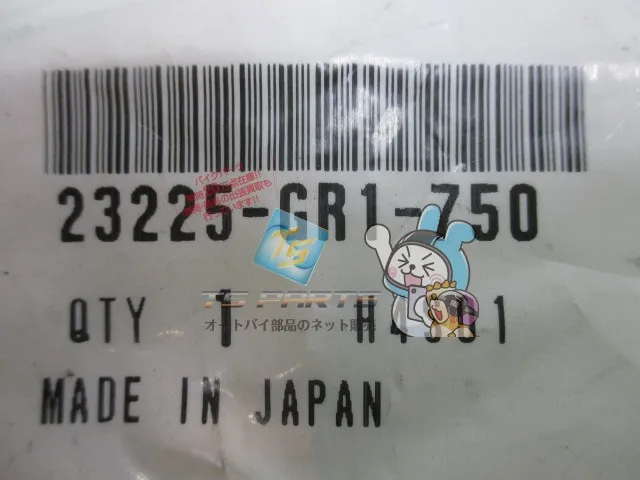 23225-GR1-750
TS PARTS
オートバイ部品のネット販売
QTY 1
MADE IN JAPAN